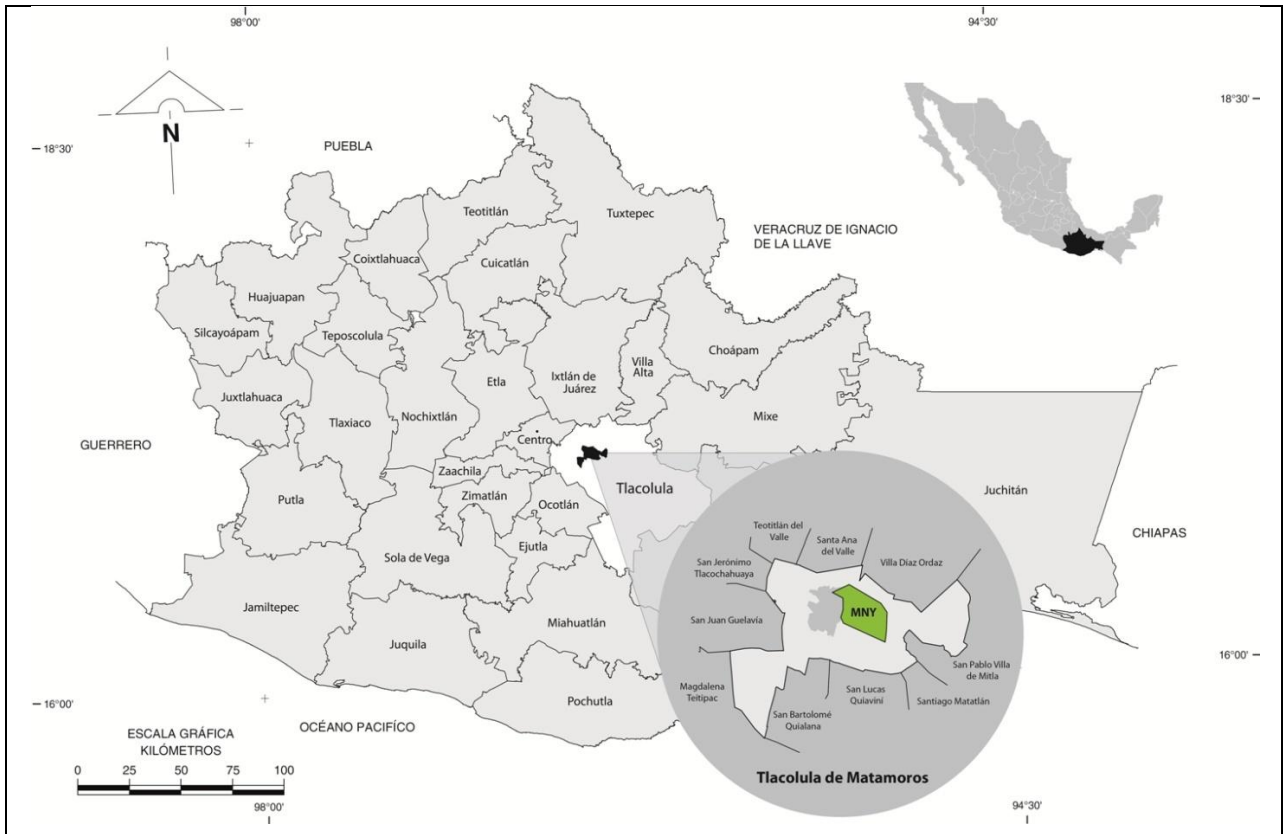 98°00'
94°30'
18°30'
18°30'
N
PUEBLA
VERACRUZ DE IGNACIO
DE LA LLAVE
Teotitlán
Tuxtepec
Coixtlahuaca
Cuicatlán
Huajuapan
Silcayoápam
Teposcolula
Choápam
Villa
Alta
Ixtlán de
Juárez
Etla
Juxtlahuaca
Tlaxiaco
Nochixtlán
Mixe
GUERRERO
Centro
Zaachila
Zimatlán
Ocotlán
Tlacolula
Juchitán
Putla
CHIAPAS
Sola de Vega
Ejutla
Jamiltepec
Juquila
Miahuatlán
Pochutla
Teotitlán del
Valle
Santa Ana
del Valle
Villa Díaz Ordaz
San Jerónimo
Tlacochahuaya
MNY
San Juan Guelavía
San Pablo Villa
de Mitla
Magdalena
Teitipac
San Lucas
Quiaviní
Santiago Matatlán
San Bartolomé
Quialana
Tlacolula de Matamoros
16°00'
16°00'
OCÉANO PACIFÍCO
ESCALA GRÁFICA
KILÓMETROS
0 25 50 75 100
98°00'
94°30'